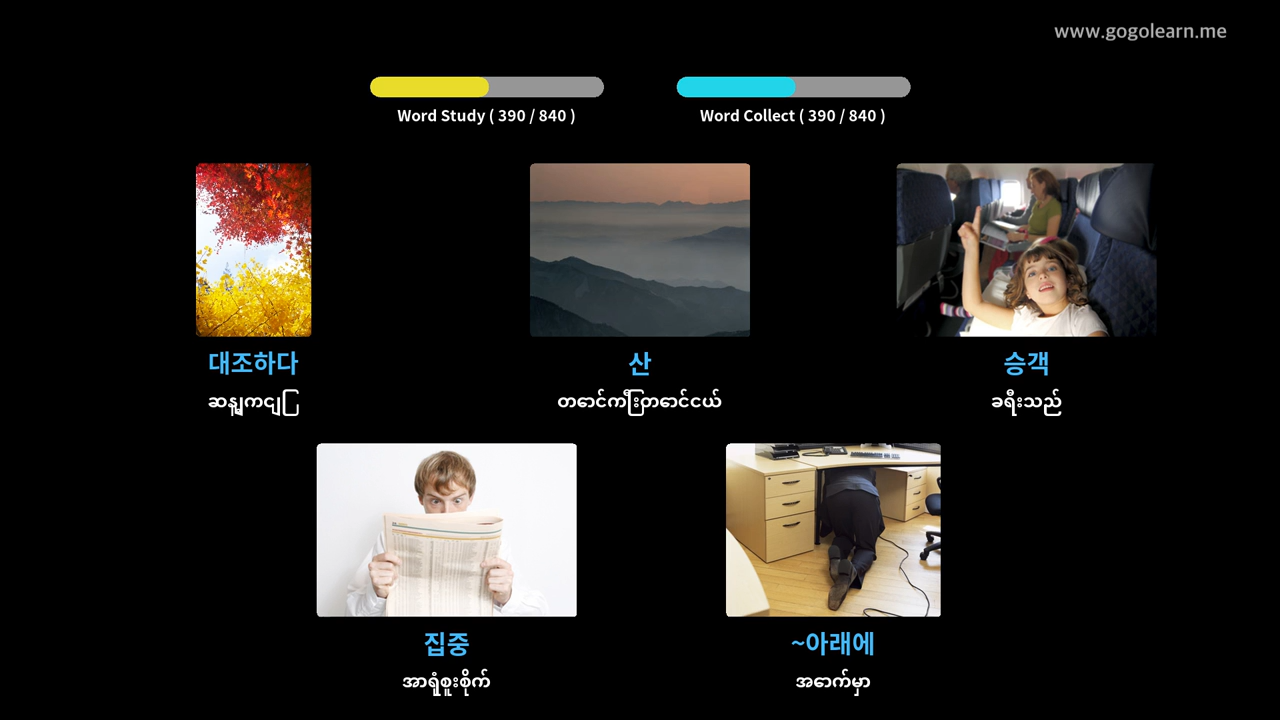 www.gogolearn.me
Word Study ( 390 / 840 )
Word Collect ( 390 / 840 )
대조하다
산
승객
ဆန့်ကျင်ဖြ
တောင်ကြီးတောင်ငယ်
ခရီးသည်
집중
~아래에
အာရုံစူးစိုက်
အောက်မှာ